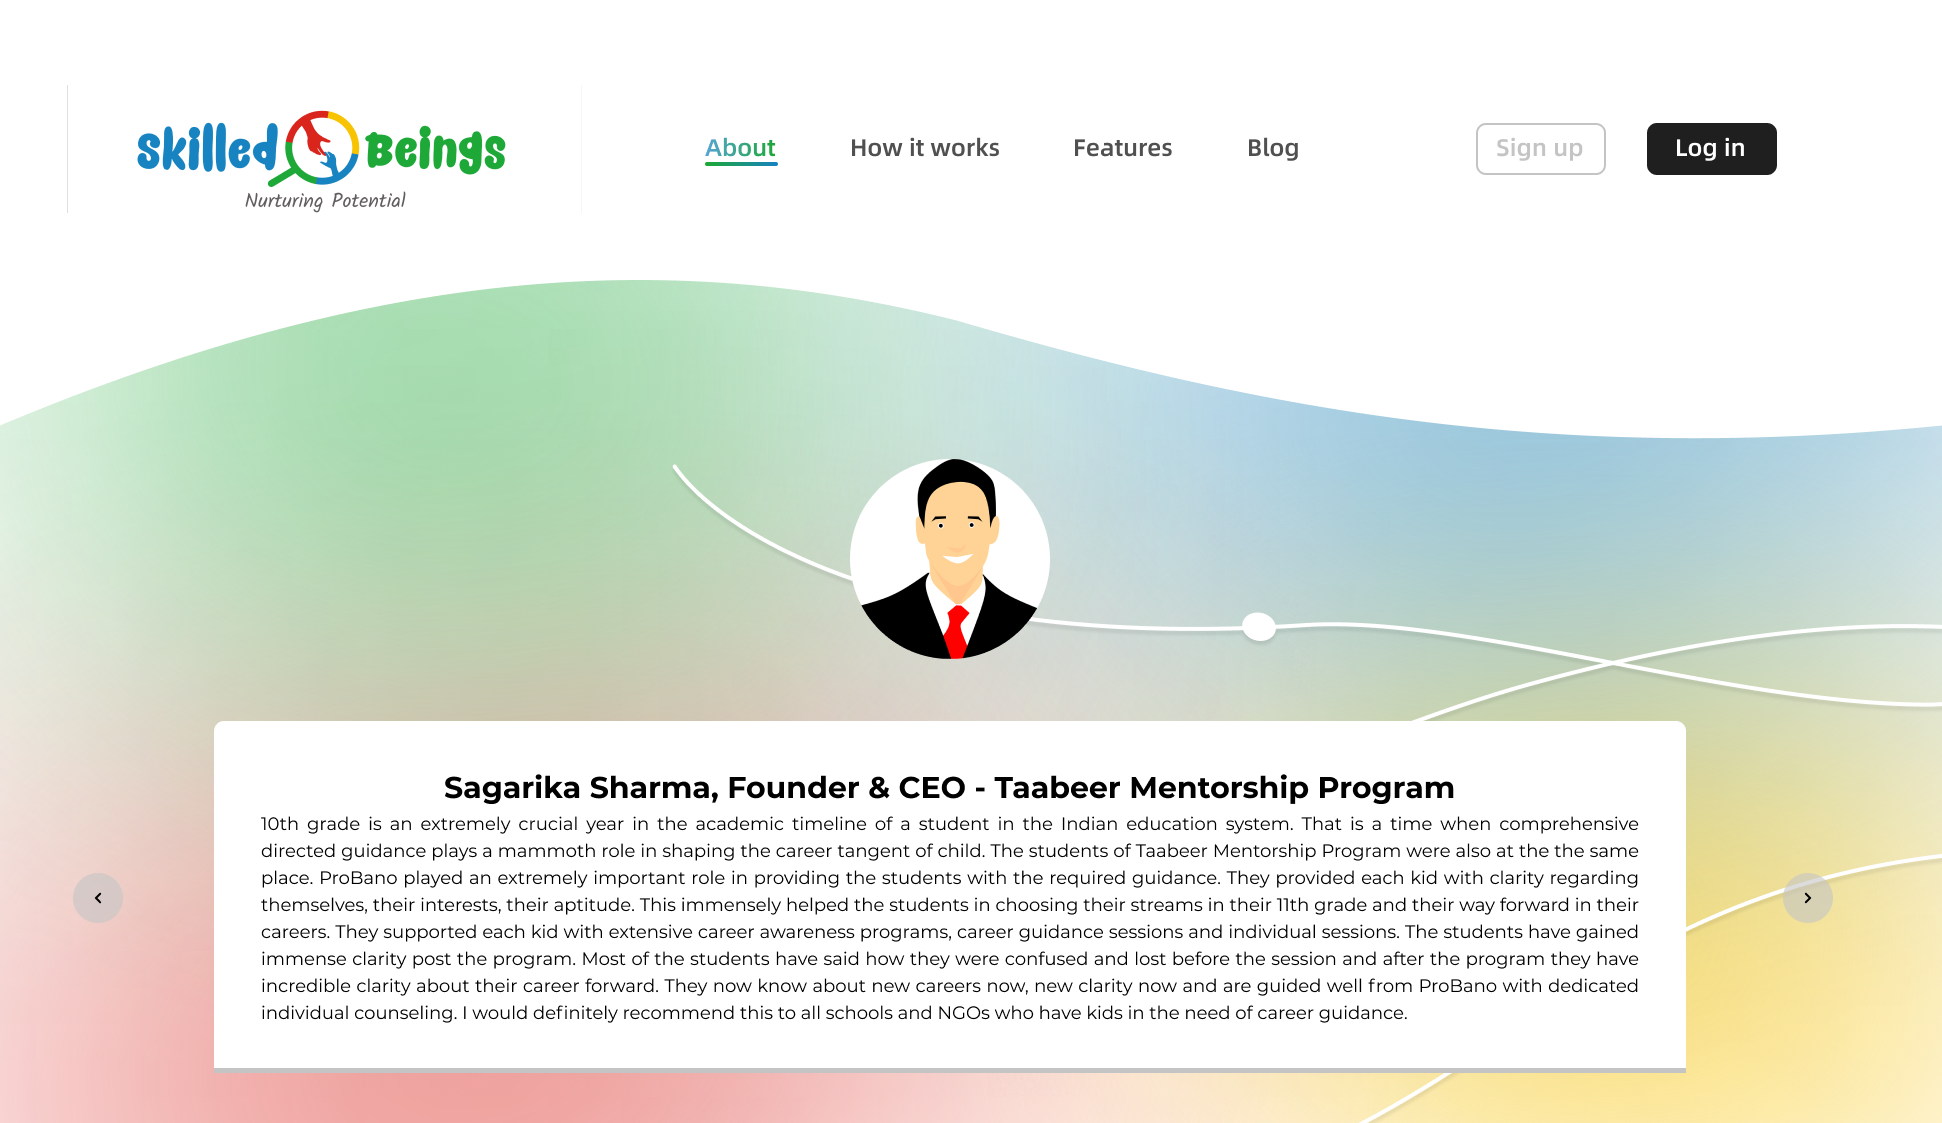 skilled Beings
Nurturing Potential
About
How it works
Features
Blog
Sign up
Log in
Sagarika Sharma, Founder & CEO - Taabeer Mentorship Program
10th grade is an extremely crucial year in the academic timeline of a student in the Indian education system. That is a time when comprehensive
directed guidance plays a mammoth role in shaping the career tangent of child. The students of Taabeer Mentorship Program were also at the the same
place. ProBano played an extremely important role in providing the students with the required guidance. They provided each kid with clarity regarding
themselves, their interests, their aptitude. This immensely helped the students in choosing their streams in their 11th grade and their way forward in their
careers. They supported each kid with extensive career awareness programs, career guidance sessions and individual sessions. The students have gained
immense clarity post the program. Most of the students have said how they were confused and lost before the session and after the program they have
incredible clarity about their career forward. They now know about new careers now, new clarity now and are guided well from ProBano with dedicated
individual counseling. I would definitely recommend this to all schools and NGOs who have kids in the need of career guidance.